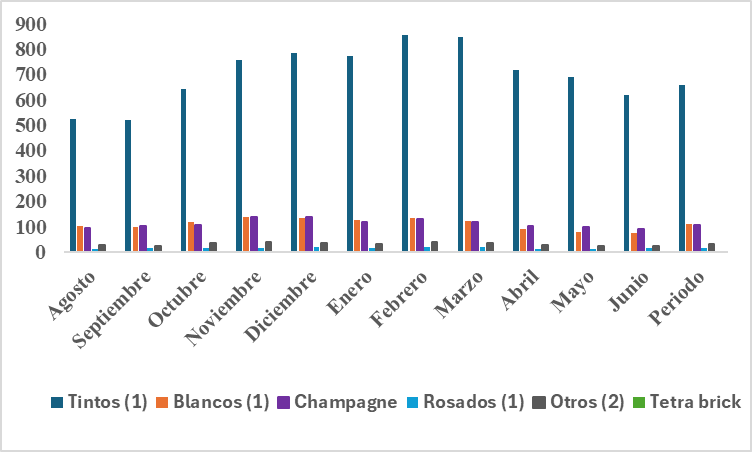 900
800
700
600
500
400
300
200
100
0
Agosto
Septiembre
Octubre
Noviembre
Diciembre
Enero
Febrero
Marzo
Abril
Mayo
Junio
Periodo
Tintos (1) Blancos (1) Champagne Rosados (1) Otros (2) Tetra brick